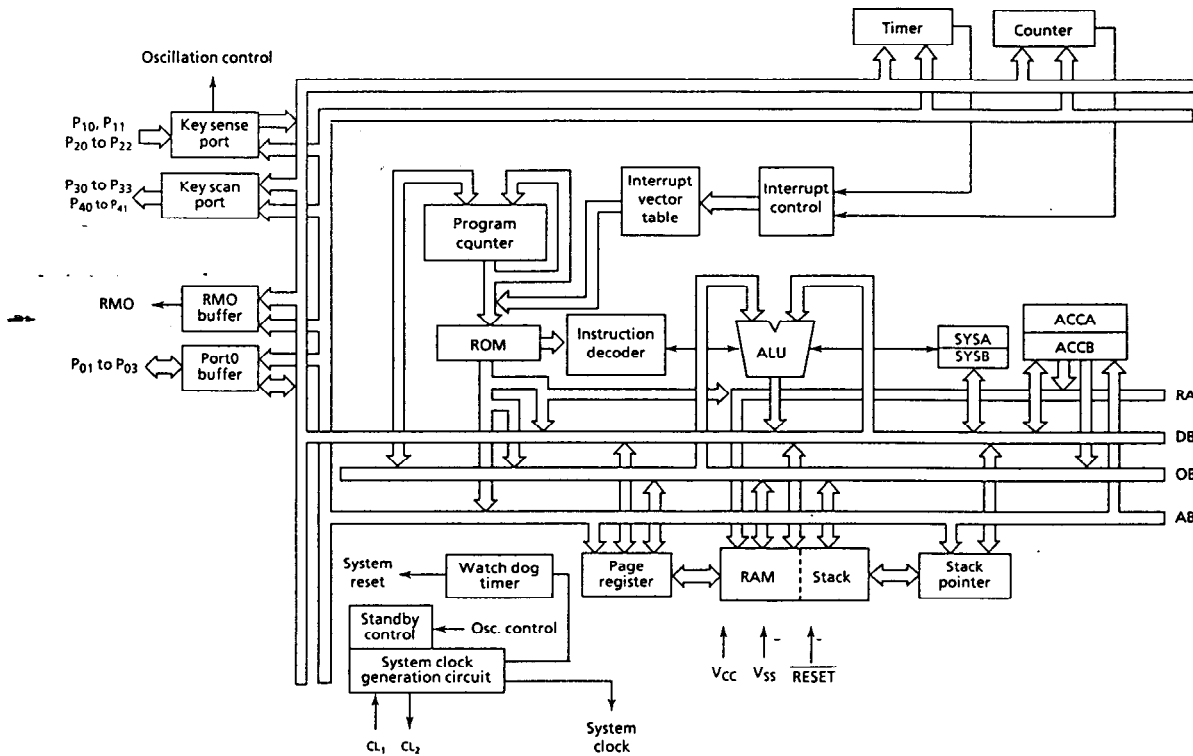 Timer
Counter
Oscillation control
P10, P11
P20 to P22
Key sense
port
P30 to P33
P40 to P41
Key scan
port
Program
counter
Interrupt
vector
table
Interrupt
control
RMO
RMO
buffer
P01 to P03
Port0
buffer
ROM
Instruction
decoder
ALU
SYSA
SYSB
ACCA
ACCB
RA
DB
OB
AB
System
reset
Watch dog
timer
Page
register
RAM
Stack
Stack
pointer
Standby
control
Osc. control
System clock
generation circuit
VCC
VSS
RESET
CL1
CL2
System
clock